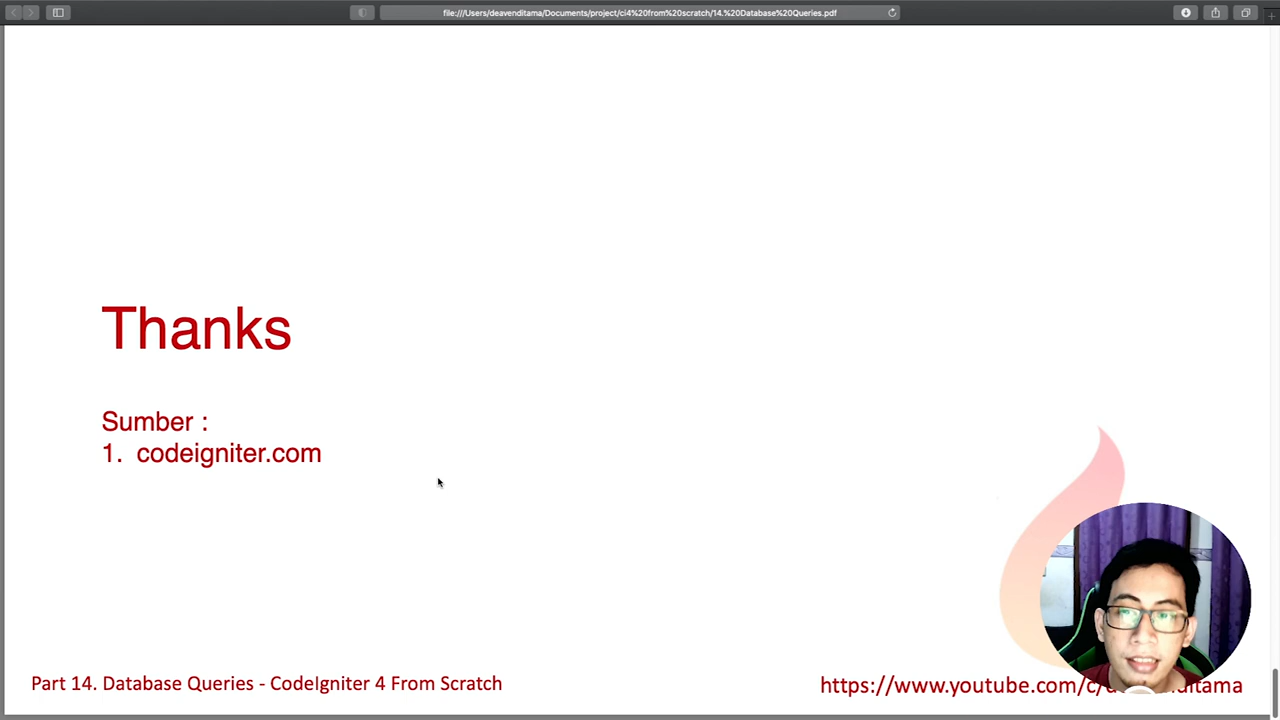 file:///Users/deavenditama/Documents/project/ci4%20from%20scratch/14.%20Database%20Queries.pdf
Thanks
Sumber :
1. codeigniter.com
Part 14. Database Queries - CodeIgniter 4 From Scratch
https://www.youtube.com/c/